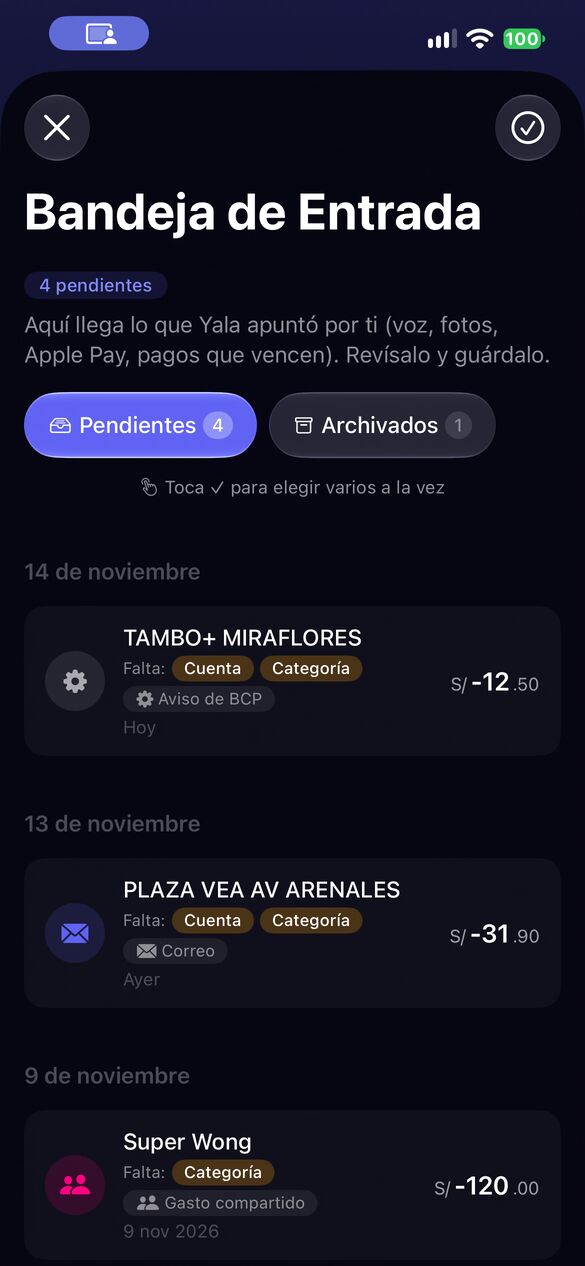 100
Bandeja de Entrada
4 pendientes
Aquí llega lo que Yala apuntó por ti (voz, fotos,
Apple Pay, pagos que vencen). Revísalo y guárdalo.
Pendientes 4
Archivados 1
Toca ✓ para elegir varios a la vez
14 de noviembre
TAMBO+ MIRAFLORES
Falta: Cuenta Categoría
S/ -12.50
Aviso de BCP
Hoy
13 de noviembre
PLAZA VEA AV ARENALES
Falta: Cuenta Categoría
S/ -31.90
Correo
Ayer
9 de noviembre
Super Wong
Falta: Categoría
S/ -120.00
Gasto compartido
9 nov 2026